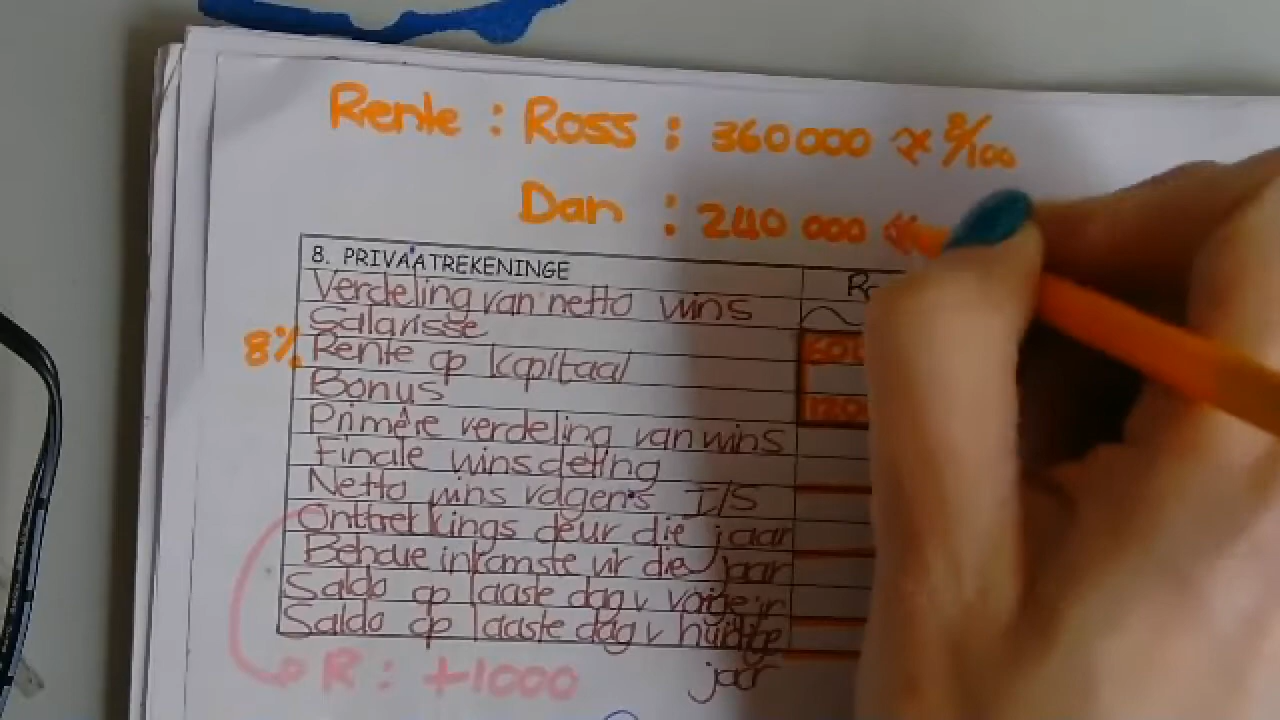 Rente : Ross : 360 000 x 8/100
Dan : 240 000
8. PRIVAATREKENINGE
Verdeling van netto wins
Salarisse
8% Rente op kapitaal
Bonus
Primêre verdeling van wins
Finale winsdeling
Netto wins volgens I/S
Onttrekkings deur die jaar
Behoue inkomste vir die jaar
Saldo op laaste dag v vorige jr
Saldo op laaste dag v huidige
jaar
R : +1000